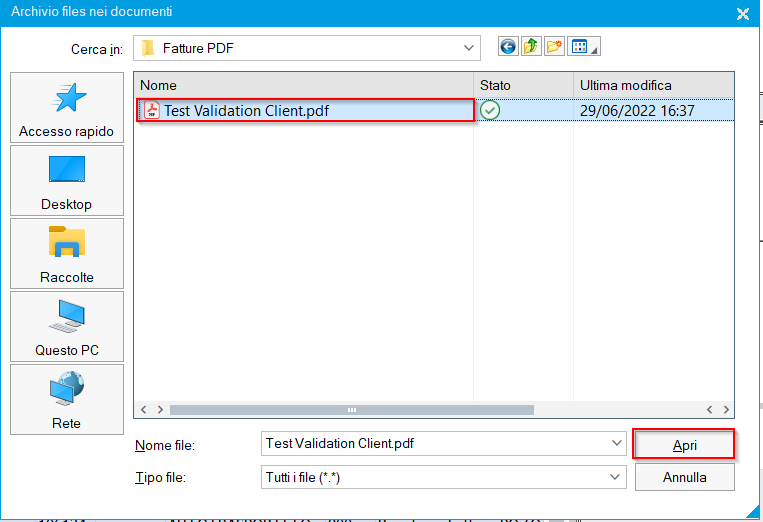 Archivio files nei documenti
Cerca in: Fatture PDF
Nome Stato Ultima modifica
Test Validation Client.pdf 29/06/2022 16:37
Accesso rapido
Desktop
Raccolte
Questo PC
Rete
Nome file: Test Validation Client.pdf Apri
Tipo file: Tutti i file (*.*) Annulla